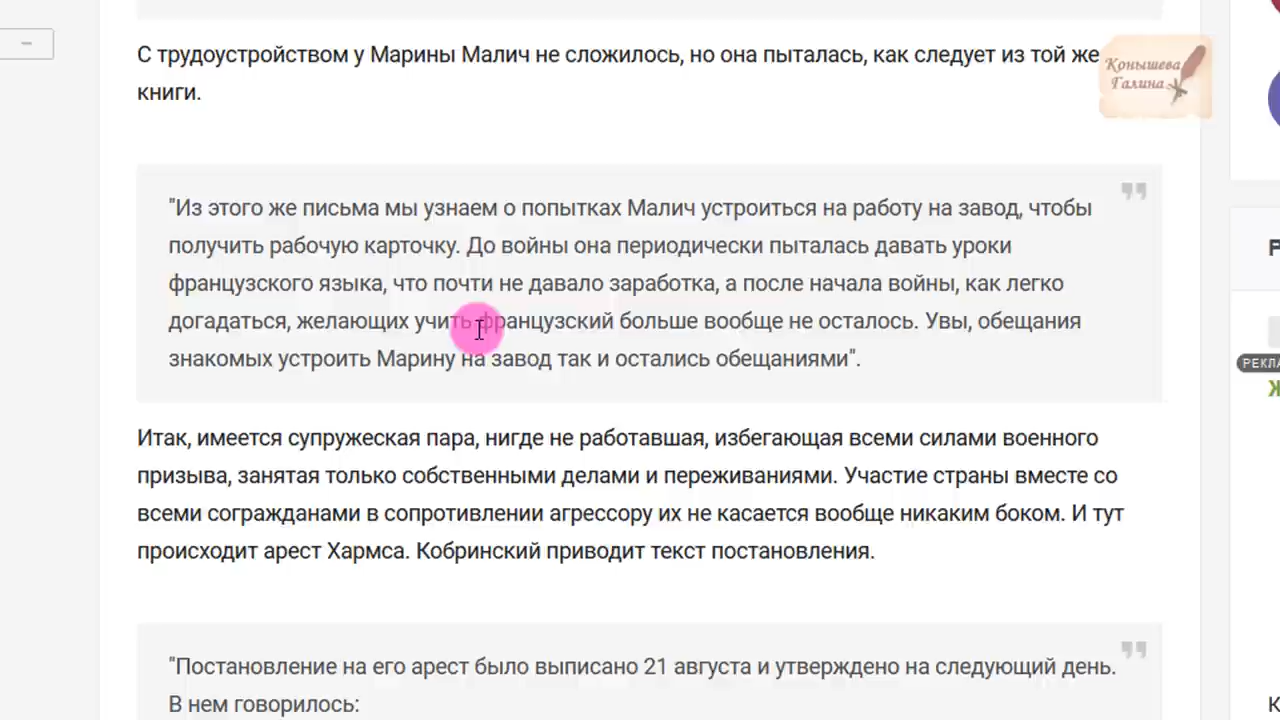 С трудоустройством у Марины Малич не сложилось, но она пыталась, как следует из той же
книги.
Конышева
Галина
"Из этого же письма мы узнаем о попытках Малич устроиться на работу на завод, чтобы
получить рабочую карточку. До войны она периодически пыталась давать уроки
французского языка, что почти не давало заработка, а после начала войны, как легко
догадаться, желающих учить французский больше вообще не осталось. Увы, обещания
знакомых устроить Марину на завод так и остались обещаниями".
Итак, имеется супружеская пара, нигде не работавшая, избегающая всеми силами военного
призыва, занятая только собственными делами и переживаниями. Участие страны вместе со
всеми согражданами в сопротивлении агрессору их не касается вообще никаким боком. И тут
происходит арест Хармса. Кобринский приводит текст постановления.
"Постановление на его арест было выписано 21 августа и утверждено на следующий день.
В нем говорилось: